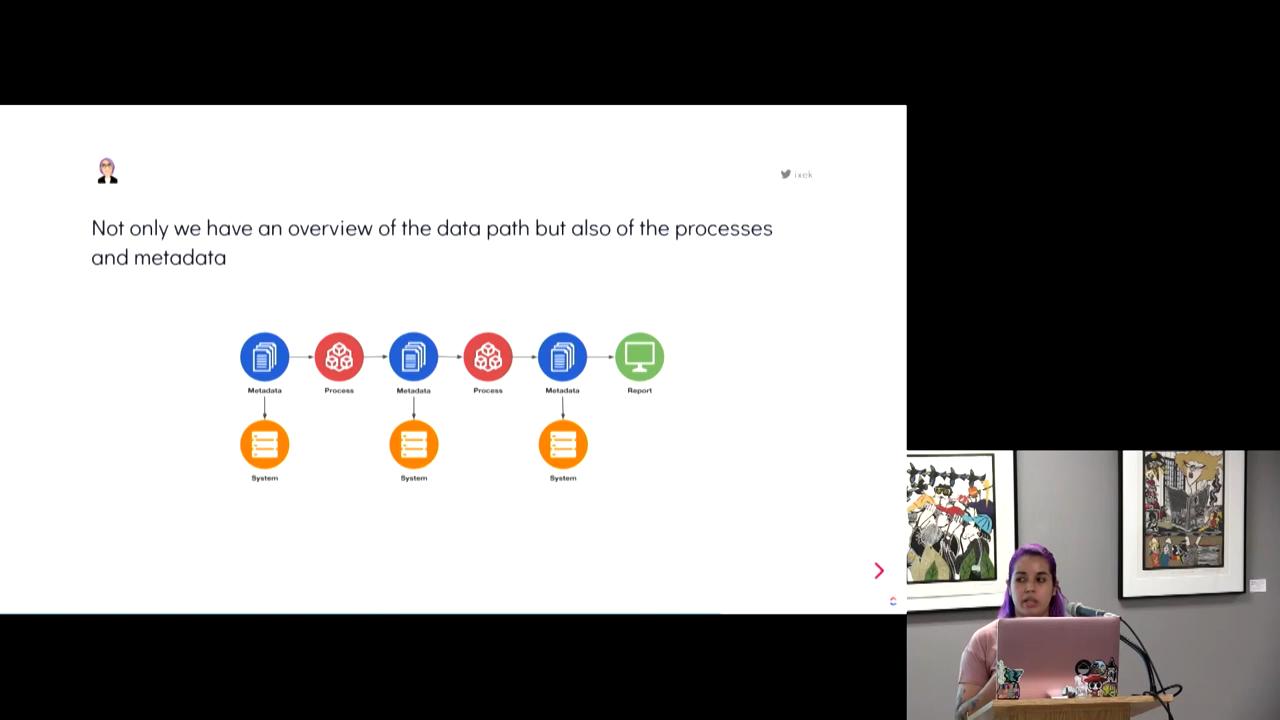 ixek
Not only we have an overview of the data path but also of the processes
and metadata
Metadata Process Metadata Process Metadata Report
System System System